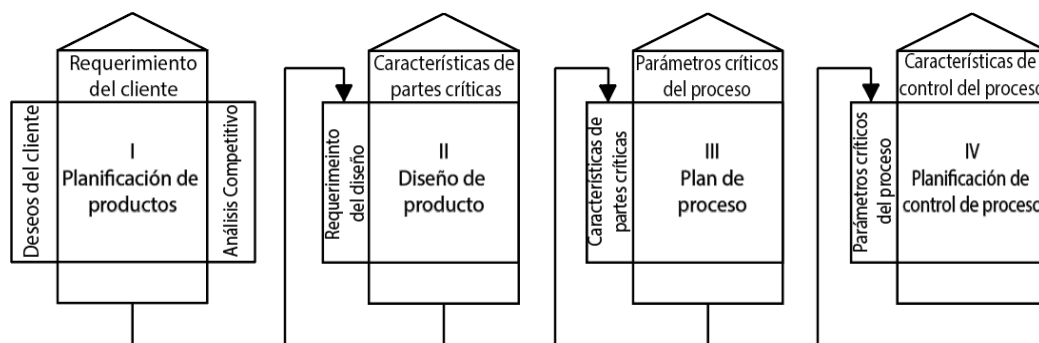 Requerimiento
del cliente
Deseos del cliente
I
Planificación de
productos
Análisis Competitivo
Características de
partes críticas
Requerimeinto
del diseño
II
Diseño de
producto
Parámetros críticos
del proceso
Características de
partes críticas
III
Plan de
proceso
Características de
control del proceso
Parámetros críticos
del proceso
IV
Planificación de
control de proceso